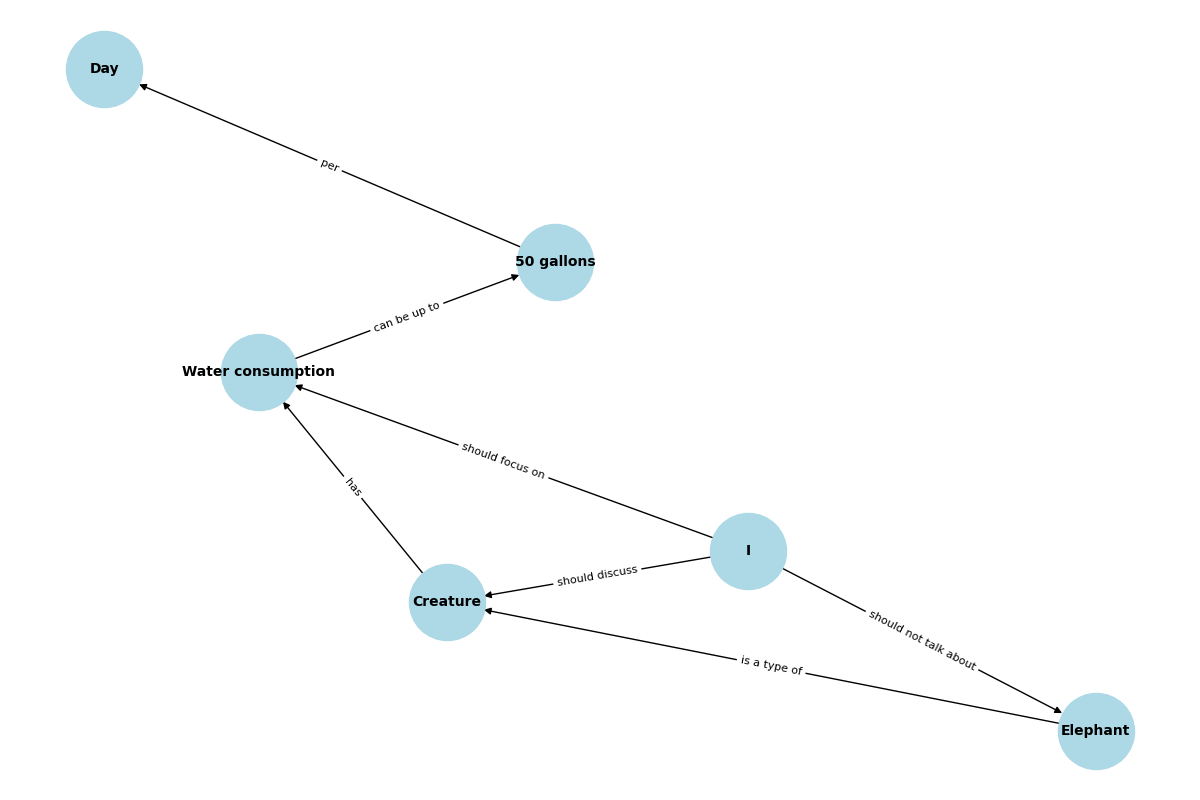 Day
per
50 gallons
can be up to
Water consumption
should focus on
has
I
should discuss
Creature
should not talk about
is a type of
Elephant